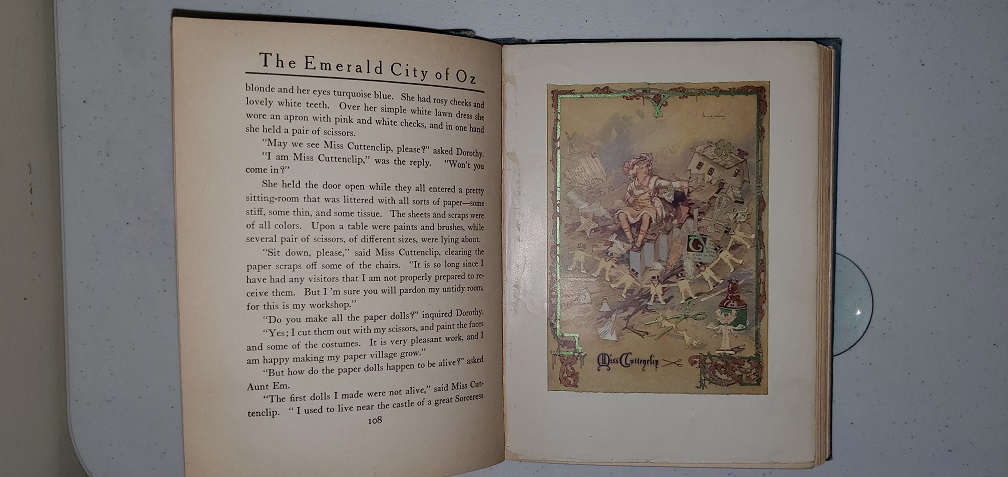 The Emerald City of Oz
blonde and her eyes turquoise blue. She had rosy cheeks and
lovely white teeth. Over her simple white lawn dress she
wore an apron with pink and white checks, and in one hand
she held a pair of scissors.
"May we see Miss Cuttenclip, please?" asked Dorothy.
"I am Miss Cuttenclip," was the reply. "Won't you
come in?"
She held the door open while they all entered a pretty
sitting-room that was littered with all sorts of paper—some
stiff, some thin, and some tissue. The sheets and scraps were
of all colors. Upon a table were paints and brushes, while
several pair of scissors, of different sizes, were lying about.
"Sit down, please," said Miss Cuttenclip, clearing the
paper scraps off some of the chairs. "It is so long since I
have had any visitors that I am not properly prepared to re-
ceive them. But I 'm sure you will pardon my untidy room,
for this is my workshop."
"Do you make all the paper dolls?" inquired Dorothy.
"Yes; I cut them out with my scissors, and paint the faces
and some of the costumes. It is very pleasant work, and I
am happy making my paper village grow."
"But how do the paper dolls happen to be alive?" asked
Aunt Em.
"The first dolls I made were not alive," said Miss Cut-
tenclip. "I used to live near the castle of a great Sorceress
108
Miss Cuttenclip